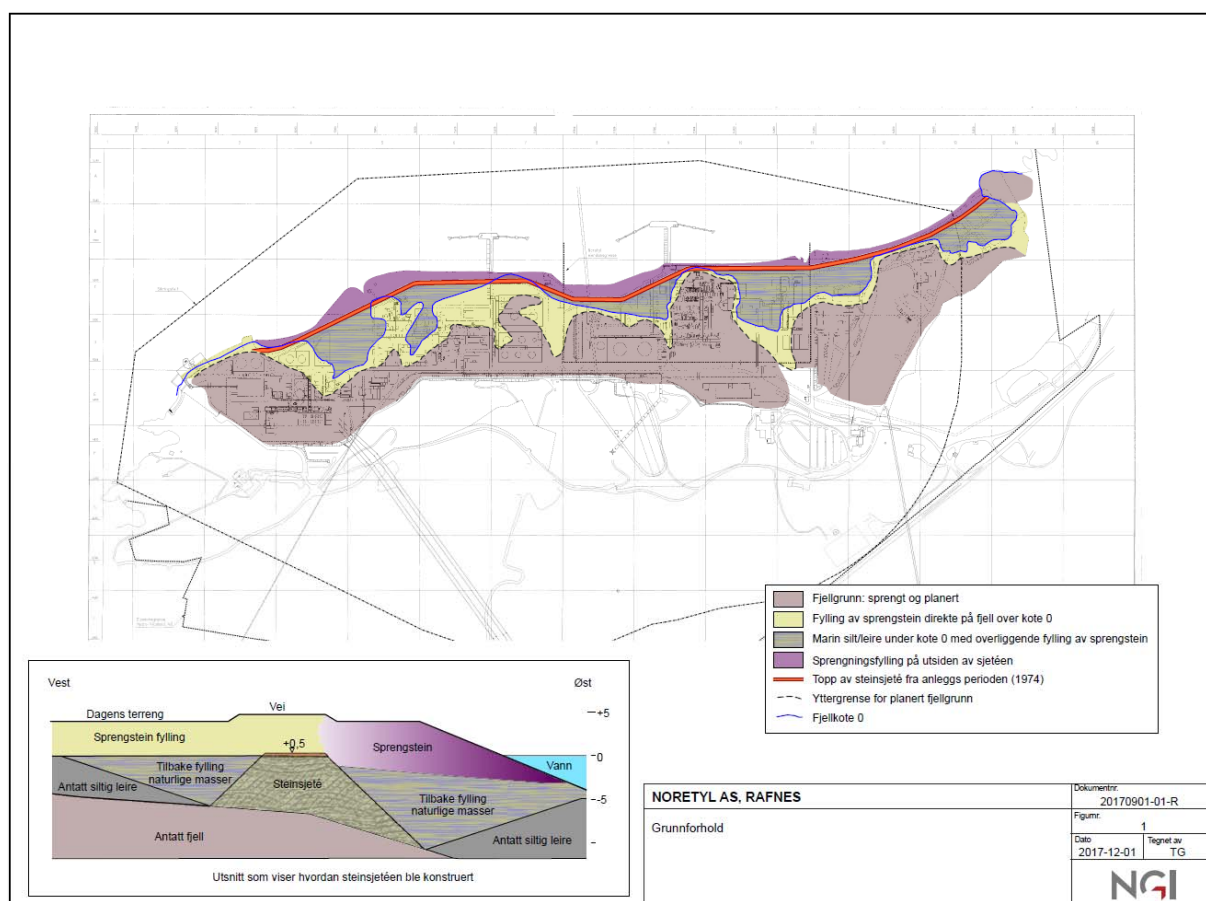 Fjellgrunn: sprengt og planert
Fylling av sprengstein direkte på fjell over kote 0
Marin silt/leire under kote 0 med overliggende fylling av sprengstein
Sprengningsfylling på utsiden av sjetéen
Topp av steinsjeté fra anleggs perioden (1974)
Yttergrense for planert fjellgrunn
Fjellkote 0
Vest
Øst
Dagens terreng
Vei
+5
Sprengstein fylling
+0,5
Sprengstein
0
Tilbake fylling
naturlige masser
Steinsjeté
Vann
Antatt siltig leire
Tilbake fylling
naturlige masser
-5
Antatt fjell
Antatt siltig leire
-
Utsnitt som viser hvordan steinsjetéen ble konstruert
NORETYL AS, RAFNES
Dokumentnr.
20170901-01-R
Grunnforhold
Figurnr.
1
Dato
2017-12-01
Tegnet av
TG
NGI